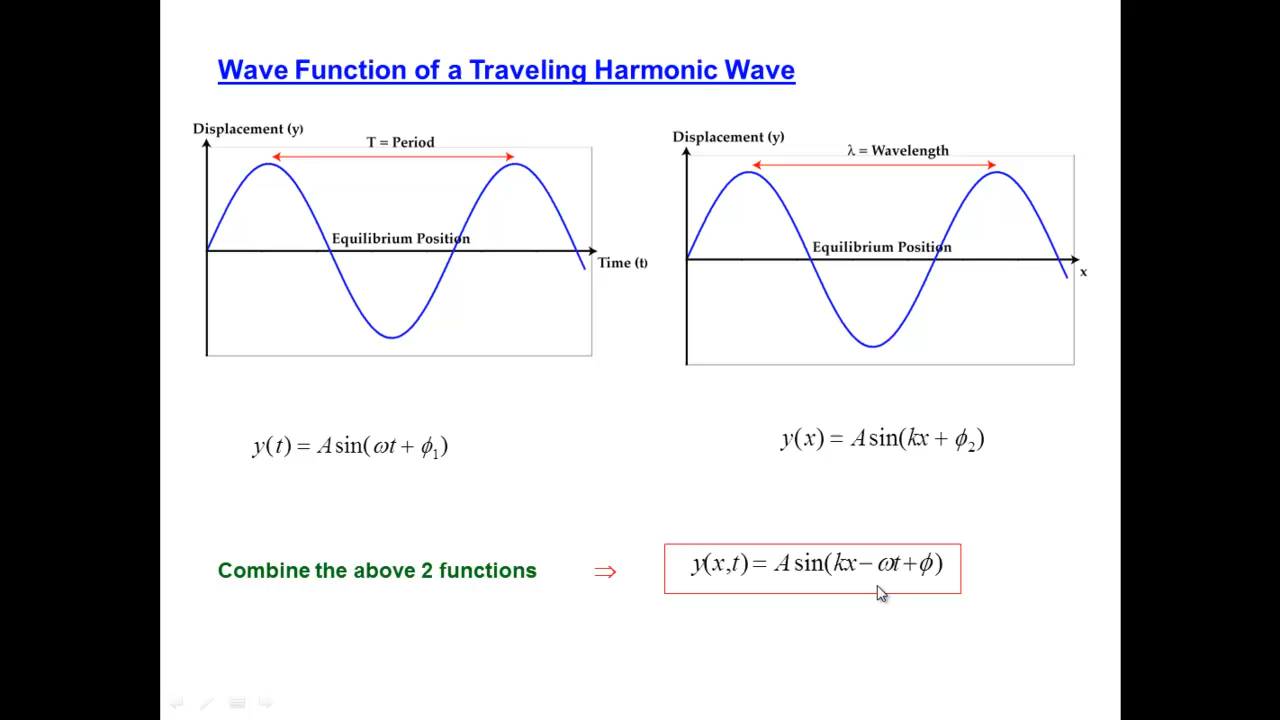 Wave Function of a Traveling Harmonic Wave
Displacement (y)
T = Period
Equilibrium Position
Time (t)
Displacement (y)
λ = Wavelength
Equilibrium Position
x
y(t) = A sin(ωt + ϕ₁)
y(x) = A sin(kx + ϕ₂)
Combine the above 2 functions ⇒ y(x,t) = A sin(kx − ωt + ϕ)